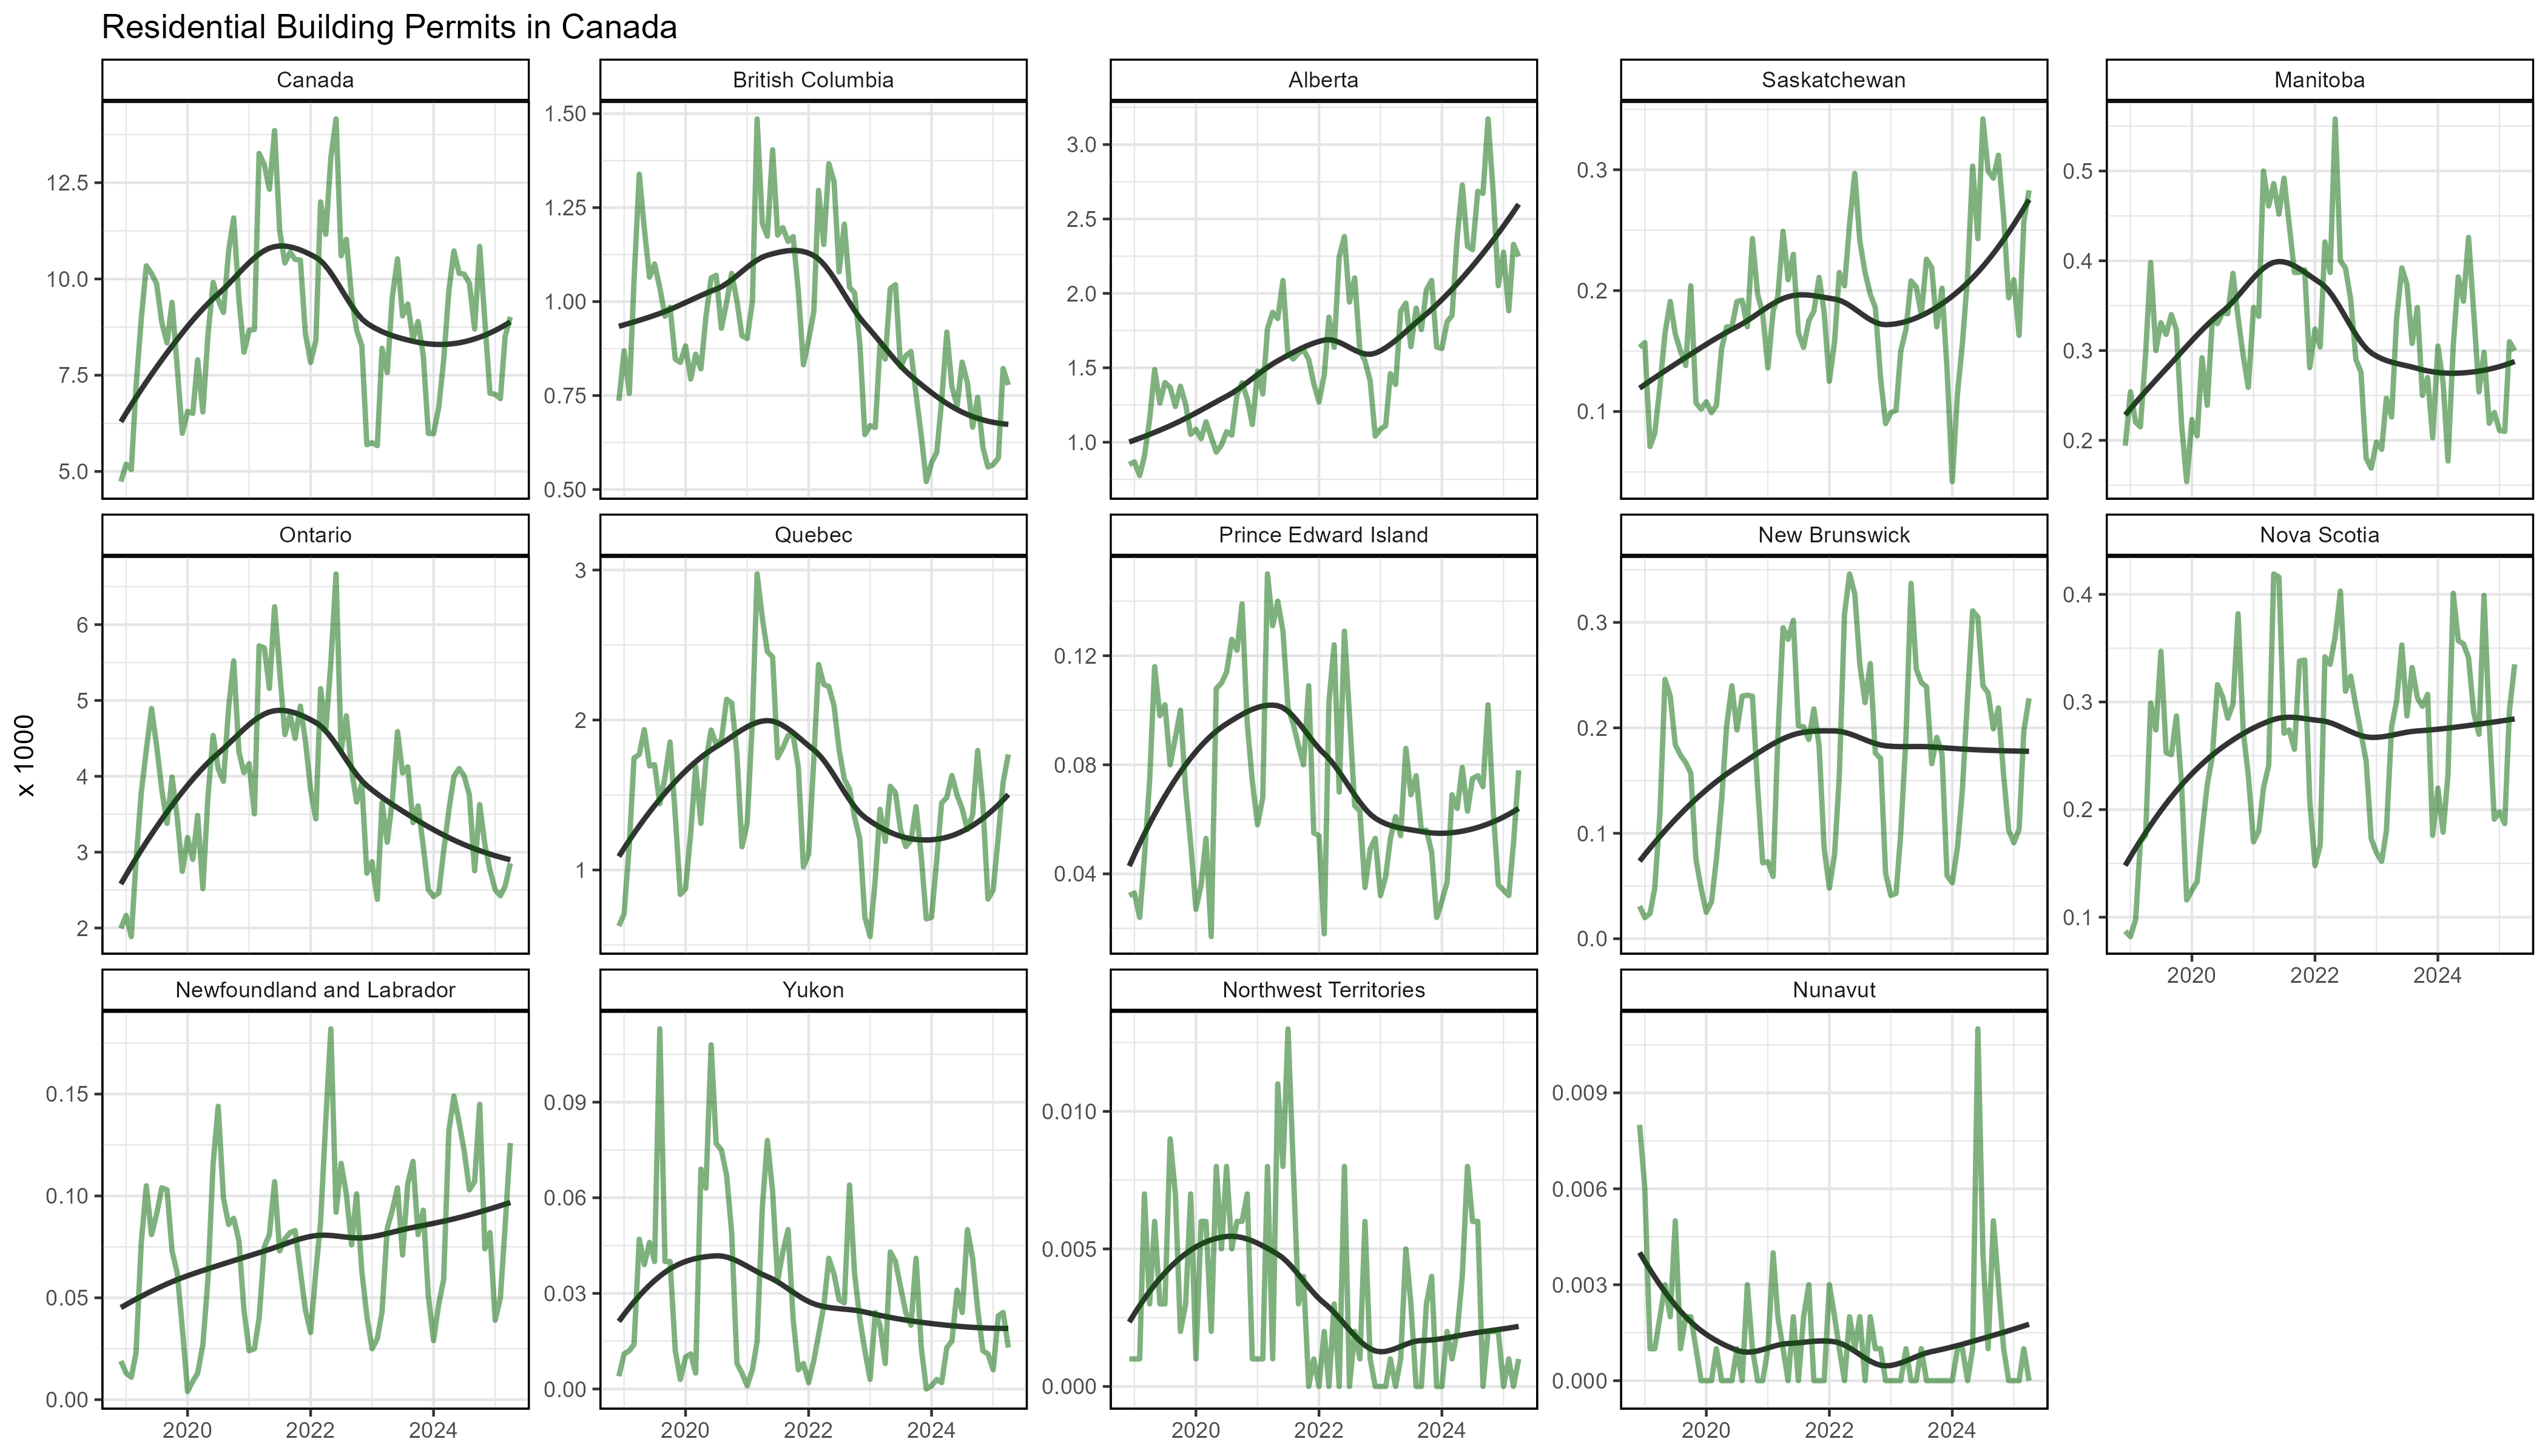 Residential Building Permits in Canada
Canada
British Columbia
Alberta
Saskatchewan
Manitoba
12.5
10.0
7.5
5.0
1.50
1.25
1.00
0.75
0.50
3.0
2.5
2.0
1.5
1.0
0.3
0.2
0.1
0.5
0.4
0.3
0.2
x 1000
Ontario
Quebec
Prince Edward Island
New Brunswick
Nova Scotia
6
5
4
3
2
3
2
1
0.12
0.08
0.04
0.3
0.2
0.1
0.0
0.4
0.3
0.2
0.1
2020 2022 2024
Newfoundland and Labrador
Yukon
Northwest Territories
Nunavut
0.15
0.10
0.05
0.00
0.09
0.06
0.03
0.00
0.010
0.005
0.000
0.009
0.006
0.003
0.000
2020 2022 2024
2020 2022 2024
2020 2022 2024
2020 2022 2024